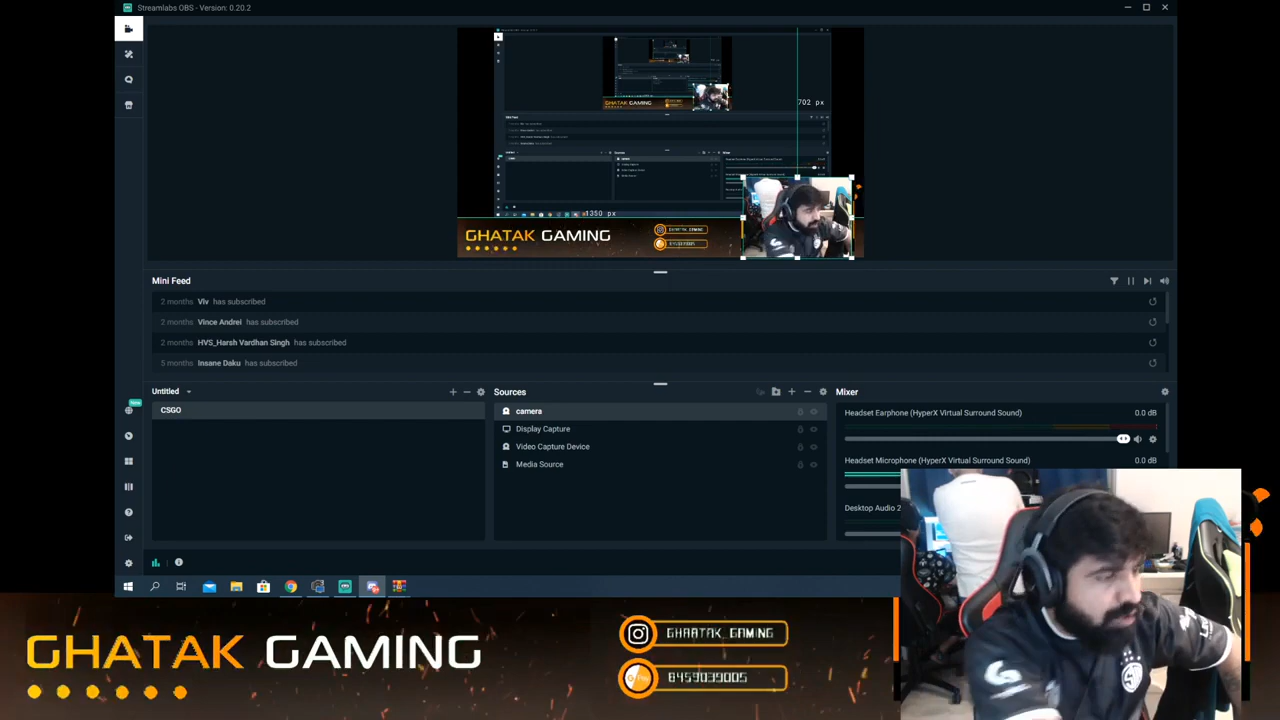 Streamlabs OBS - Version: 0.20.2
702 px
1350 px
GHATAK GAMING
Mini Feed
2 months Viv has subscribed
2 months Vince Andrei has subscribed
2 months HVS_Harsh Vardhan Singh has subscribed
5 months Insane Daku has subscribed
Untitled
Sources
Mixer
CSGO
camera
Display Capture
Video Capture Device
Media Source
Headset Earphone (HyperX Virtual Surround Sound) 0.0 dB
Headset Microphone (HyperX Virtual Surround Sound) 0.0 dB
Desktop Audio 2
New
GHATAK GAMING
GHAATAK_GAMING
8459039005